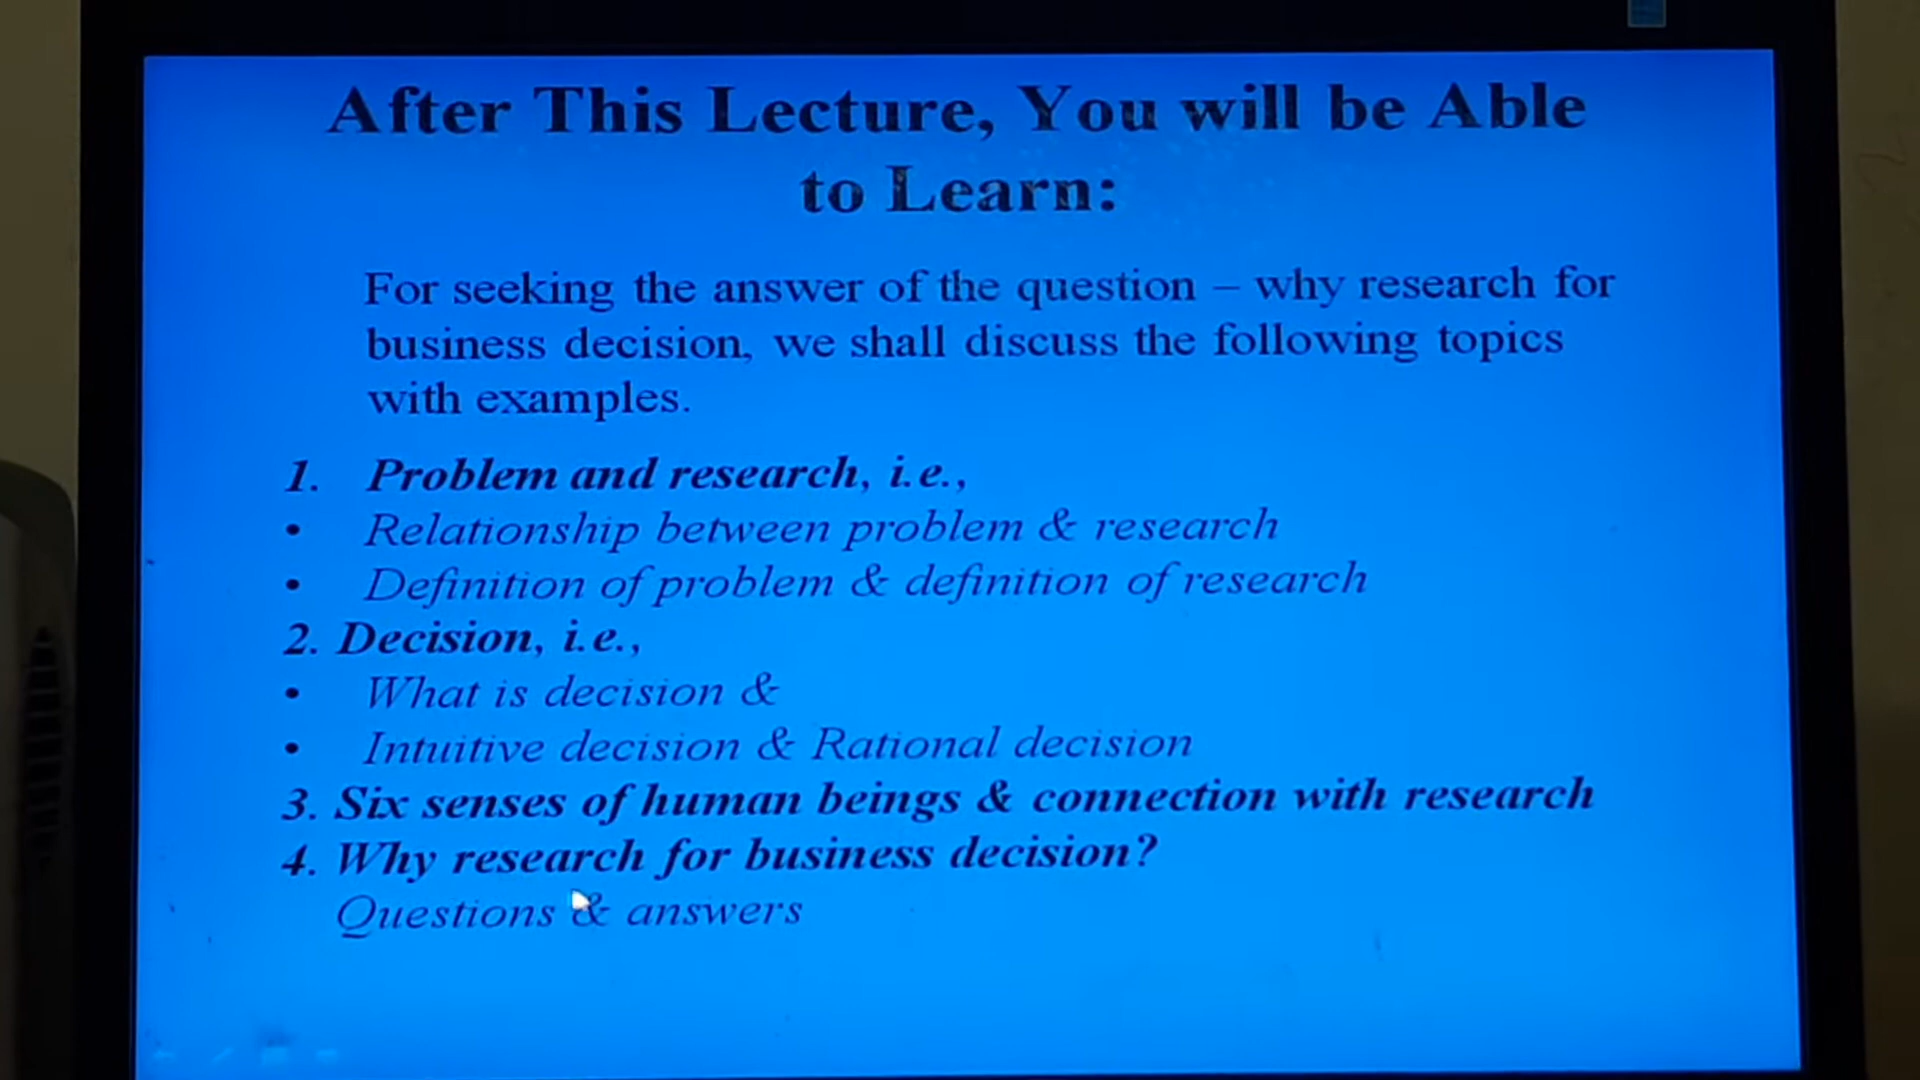 After This Lecture, You will be Able
to Learn:
For seeking the answer of the question – why research for
business decision, we shall discuss the following topics
with examples.
1. Problem and research, i.e.,
• Relationship between problem & research
• Definition of problem & definition of research
2. Decision, i.e.,
• What is decision &
• Intuitive decision & Rational decision
3. Six senses of human beings & connection with research
4. Why research for business decision?
Questions & answers